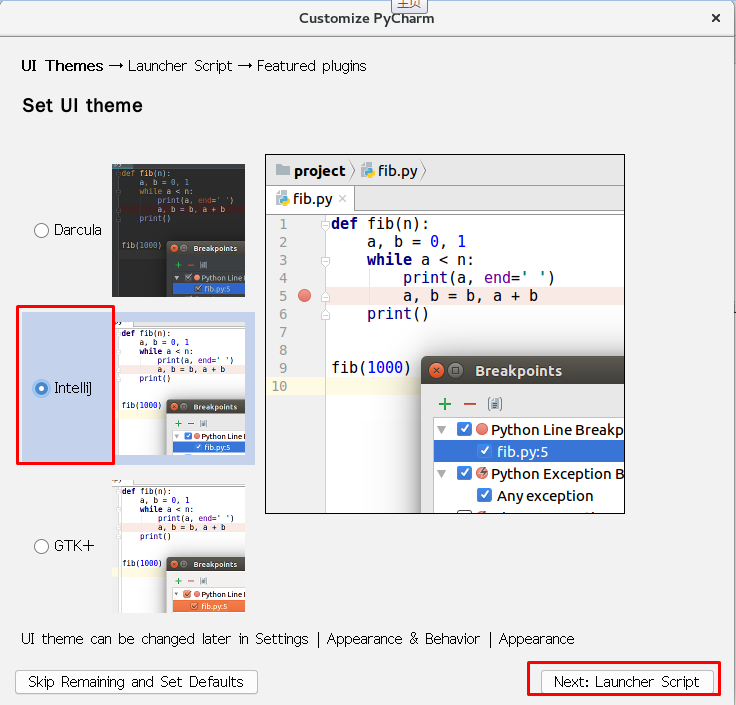 主页
Customize PyCharm
UI Themes → Launcher Script → Featured plugins
Set UI theme
Darcula
def fib(n):
a, b = 0, 1
while a < n:
print(a, end=' ')
a, b = b, a + b
print()
fib(1000)
Breakpoints
Python Line B
fib.py:5
IntelliJ
def fib(n):
a, b = 0, 1
while a < n:
print(a, end=' ')
a, b = b, a + b
print()
fib(1000)
Breakpoints
Python Line
fib.py:5
GTK+
def fib(n):
a, b = 0, 1
while a < n:
print(a, end=' ')
a, b = b, a + b
print()
fib(1000)
Breakpoints
Python Line
fib.py:5
project fib.py
fib.py
1 def fib(n):
2 a, b = 0, 1
3 while a < n:
4 print(a, end=' ')
5 a, b = b, a + b
6 print()
7
8
9 fib(1000)
10
Breakpoints
Python Line Breakp
fib.py:5
Python Exception B
Any exception
UI theme can be changed later in Settings | Appearance & Behavior | Appearance
Skip Remaining and Set Defaults
Next: Launcher Script